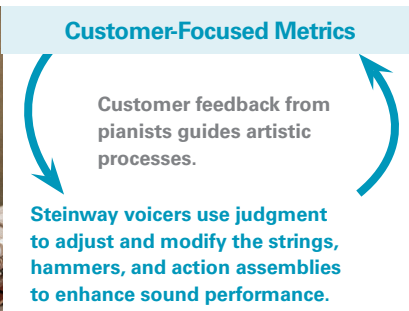 Customer-Focused Metrics
Customer feedback from
pianists guides artistic
processes.
Steinway voicers use judgment
to adjust and modify the strings,
hammers, and action assemblies
to enhance sound performance.